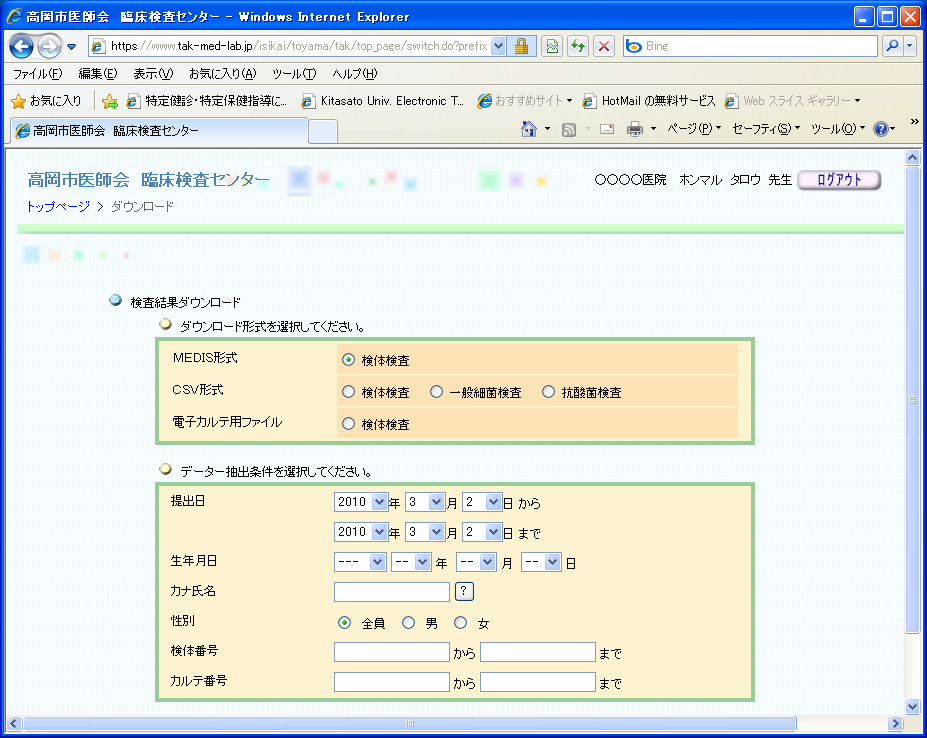 高岡市医師会 臨床検査センター - Windows Internet Explorer
https://www.tak-med-lab.jp/isikai/toyama/tak/top_page/switch.do?prefix
Bing
ファイル(F) 編集(E) 表示(V) お気に入り(A) ツール(T) ヘルプ(H)
お気に入り 特定健診・特定保健指導に... Kitasato Univ. Electronic T... おすすめサイト HotMail の無料サービス Web スライス ギャラリー
高岡市医師会 臨床検査センター
ページ(P) セーフティ(S) ツール(O)
高岡市医師会 臨床検査センター
〇〇〇〇医院 ホンマル タロウ 先生 ログアウト
トップページ > ダウンロード
検査結果ダウンロード
ダウンロード形式を選択してください。
MEDIS形式 検体検査
CSV形式 検体検査 一般細菌検査 抗酸菌検査
電子カルテ用ファイル 検体検査
データー抽出条件を選択してください。
提出日 2010 年 3 月 2 日 から
2010 年 3 月 2 日 まで
生年月日 --- -- 年 -- 月 -- 日
カナ氏名 ?
性別 全員 男 女
検体番号 から まで
カルテ番号 から まで